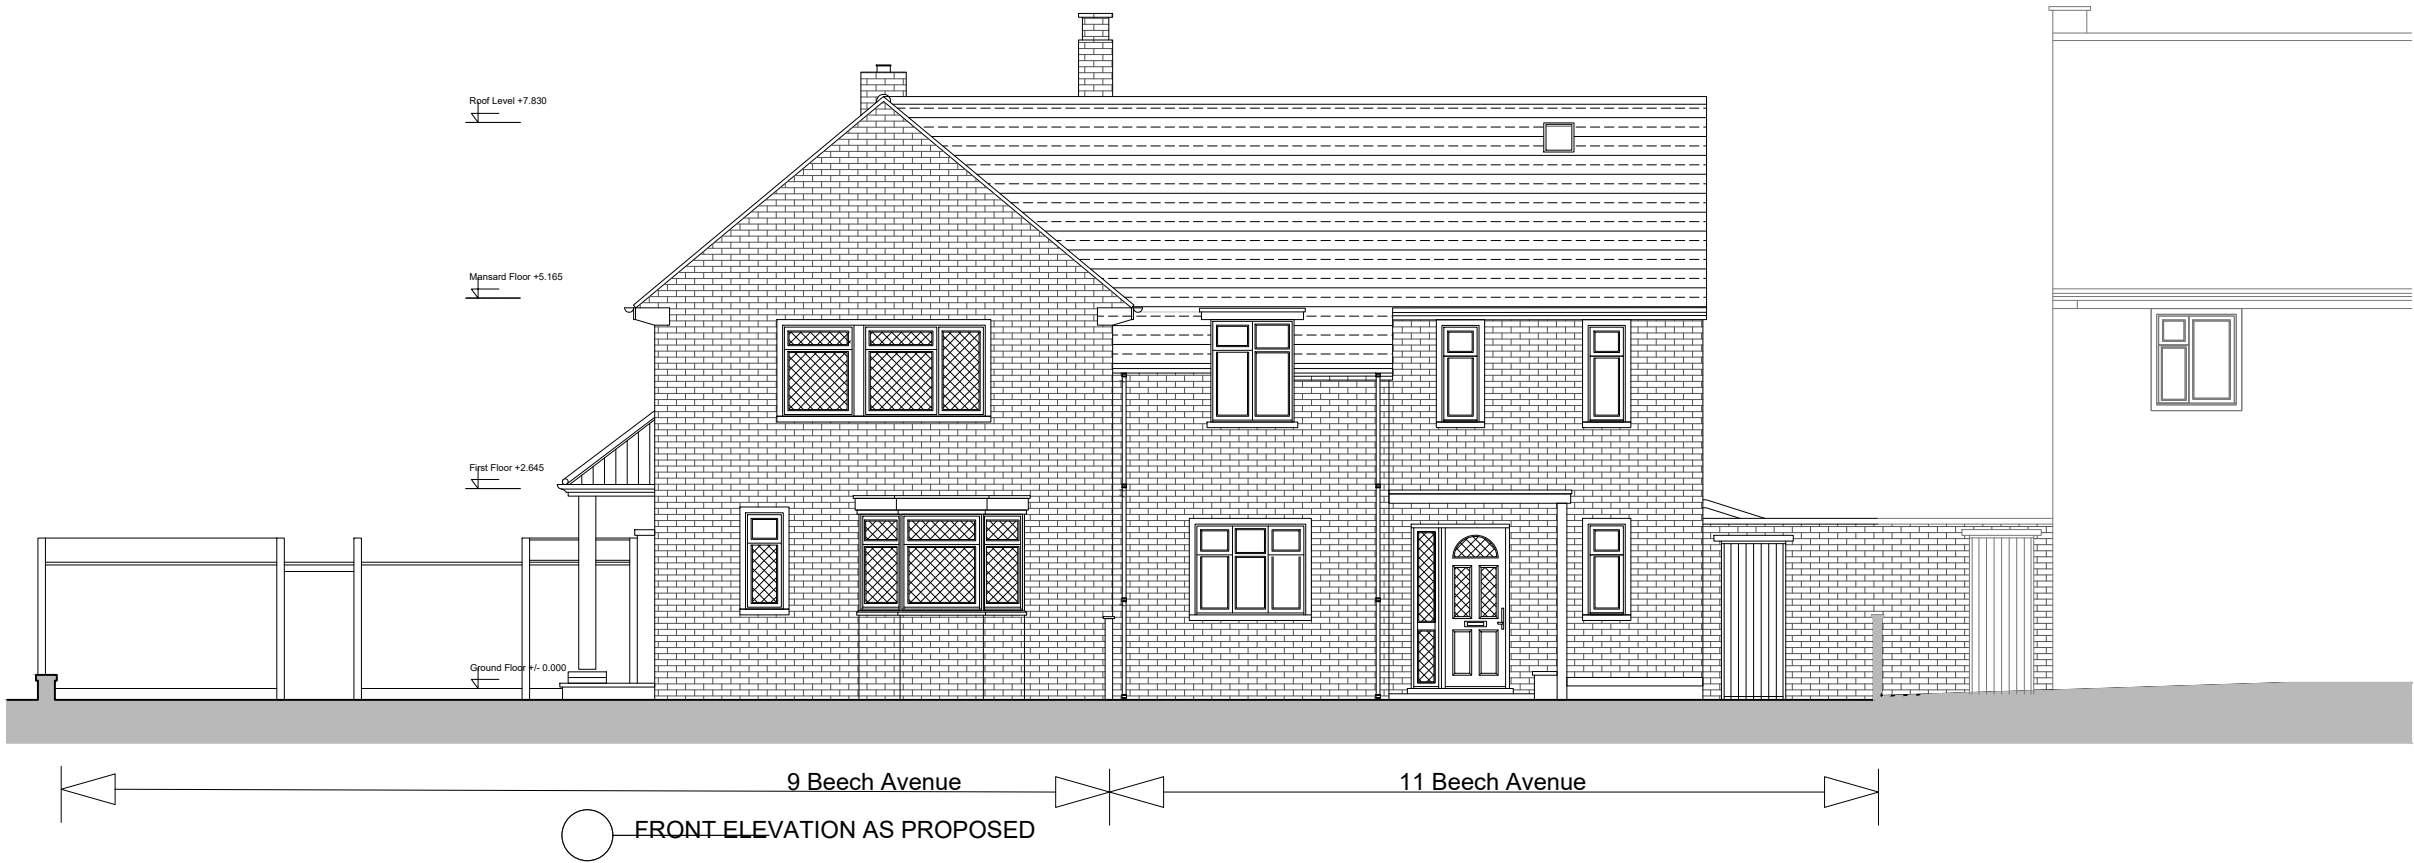 Roof Level +7.830
Mansard Floor +5.165
First Floor +2.645
Ground Floor +/- 0.000
9 Beech Avenue
11 Beech Avenue
FRONT ELEVATION AS PROPOSED